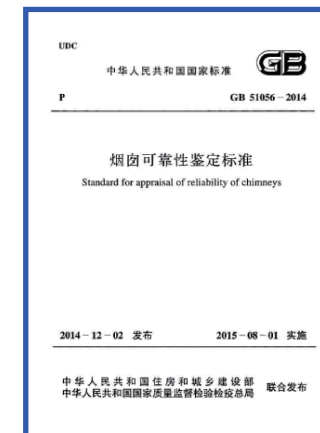 UDC
中华人民共和国国家标准 GB
P GB 51056-2014
烟囱可靠性鉴定标准
Standard for appraisal of reliability of chimneys
2014-12-02 发布 2015-08-01 实施
中华人民共和国住房和城乡建设部
中华人民共和国国家质量监督检验检疫总局 联合发布